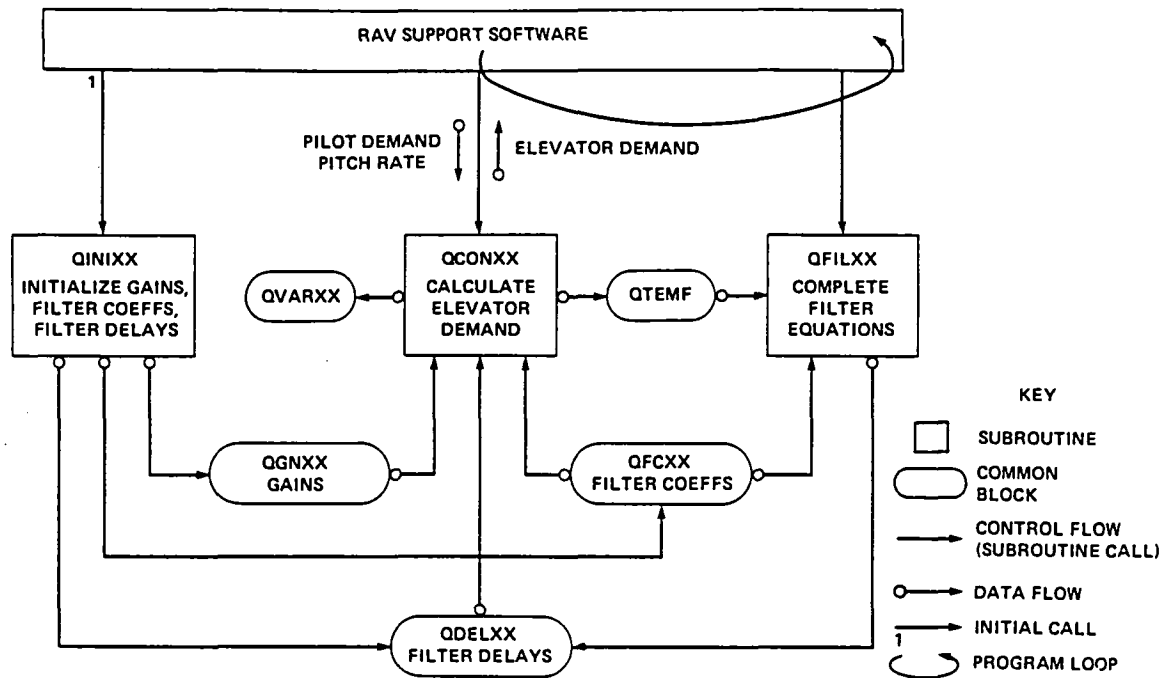 RAV SUPPORT SOFTWARE
1
PILOT DEMAND
PITCH RATE
ELEVATOR DEMAND
QINIXX
INITIALIZE GAINS,
FILTER COEFFS,
FILTER DELAYS
QVARXX
QCONXX
CALCULATE
ELEVATOR
DEMAND
QTEMF
QFILXX
COMPLETE
FILTER
EQUATIONS
QGNXX
GAINS
QFCXX
FILTER COEFFS
QDELXX
FILTER DELAYS
KEY
SUBROUTINE
COMMON
BLOCK
CONTROL FLOW
(SUBROUTINE CALL)
DATA FLOW
INITIAL CALL
1
PROGRAM LOOP